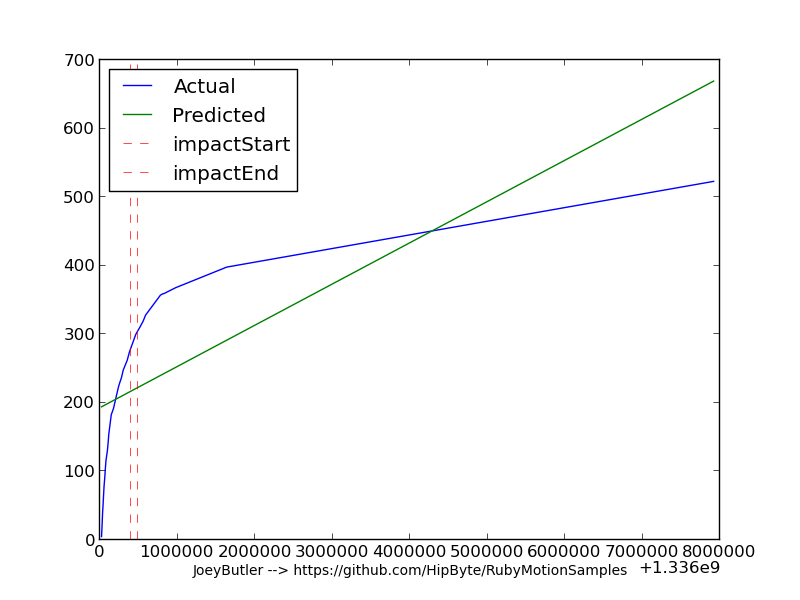 700
600
500
400
300
200
100
0
Actual
Predicted
impactStart
impactEnd
0 1000000 2000000 3000000 4000000 5000000 6000000 7000000 8000000
+1.336e9
JoeyButler --> https://github.com/HipByte/RubyMotionSamples